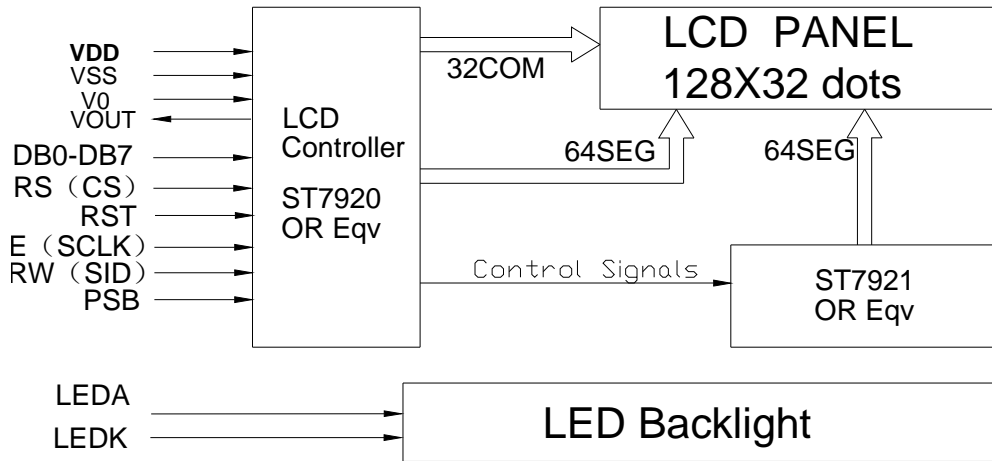 VDD
VSS
V0
VOUT
DB0-DB7
RS（CS）
RST
E（SCLK）
RW（SID）
PSB
LCD
Controller
ST7920
OR Eqv
32COM
64SEG
64SEG
LCD PANEL
128X32 dots
Control Signals
ST7921
OR Eqv
LEDA
LEDK
LED Backlight